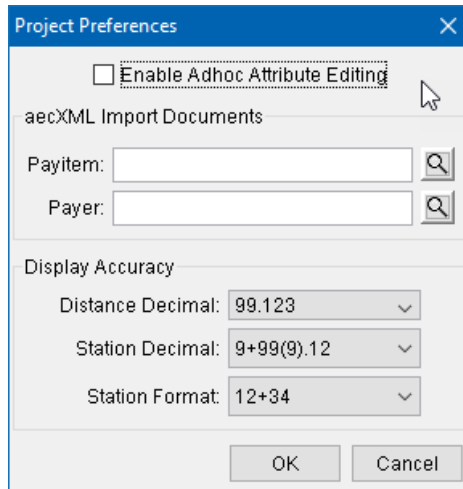 Project Preferences
Enable Adhoc Attribute Editing
aecXML Import Documents
Payitem:
Payer:
Display Accuracy
Distance Decimal: 99.123
Station Decimal: 9+99(9).12
Station Format: 12+34
OK Cancel